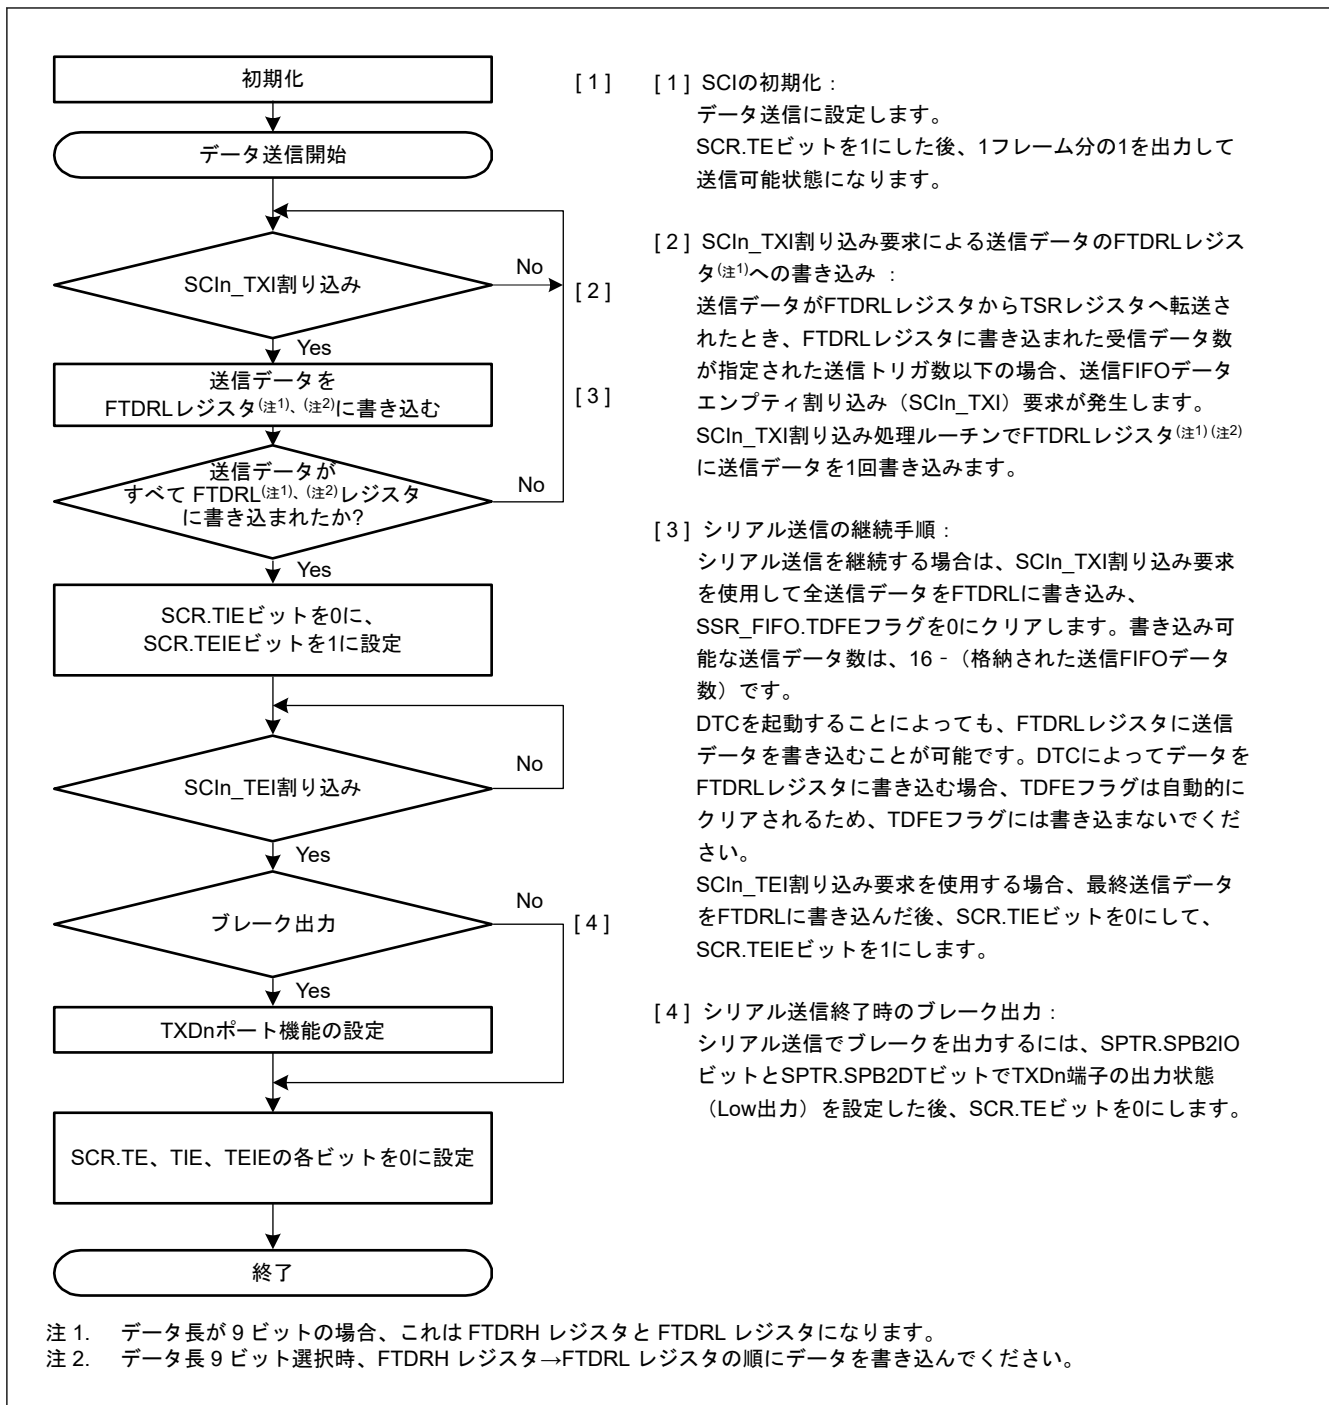 初期化
[ 1 ]
データ送信開始
SCIn_TXI割り込み
No
[ 2 ]
Yes
送信データを
FTDRLレジスタ(注1)、(注2)に書き込む
[ 3 ]
送信データが
すべて FTDRL(注1)、(注2)レジスタ
に書き込まれたか?
No
Yes
SCR.TIEビットを0に、
SCR.TEIEビットを1に設定
SCIn_TEI割り込み
No
Yes
ブレーク出力
No
[ 4 ]
Yes
TXDnポート機能の設定
SCR.TE、TIE、TEIEの各ビットを0に設定
終了
[ 1 ] SCIの初期化：
データ送信に設定します。
SCR.TEビットを1にした後、1フレーム分の1を出力して
送信可能状態になります。
[ 2 ] SCIn_TXI割り込み要求による送信データのFTDRLレジス
タ(注1)への書き込み ：
送信データがFTDRLレジスタからTSRレジスタへ転送さ
れたとき、FTDRLレジスタに書き込まれた受信データ数
が指定された送信トリガ数以下の場合、送信FIFOデータ
エンプティ割り込み（SCIn_TXI）要求が発生します。
SCIn_TXI割り込み処理ルーチンでFTDRLレジスタ(注1) (注2)
に送信データを1回書き込みます。
[ 3 ] シリアル送信の継続手順：
シリアル送信を継続する場合は、SCIn_TXI割り込み要求
を使用して全送信データをFTDRLに書き込み、
SSR_FIFO.TDFEフラグを0にクリアします。書き込み可
能な送信データ数は、16 -（格納された送信FIFOデータ
数）です。
DTCを起動することによっても、FTDRLレジスタに送信
データを書き込むことが可能です。DTCによってデータを
FTDRLレジスタに書き込む場合、TDFEフラグは自動的に
クリアされるため、TDFEフラグには書き込まないでくだ
さい。
SCIn_TEI割り込み要求を使用する場合、最終送信データ
をFTDRLに書き込んだ後、SCR.TIEビットを0にして、
SCR.TEIEビットを1にします。
[ 4 ] シリアル送信終了時のブレーク出力：
シリアル送信でブレークを出力するには、SPTR.SPB2IO
ビットとSPTR.SPB2DTビットでTXDn端子の出力状態
（Low出力）を設定した後、SCR.TEビットを0にします。
注 1. データ長が 9 ビットの場合、これは FTDRH レジスタと FTDRL レジスタになります。
注 2. データ長 9 ビット選択時、FTDRH レジスタ→FTDRL レジスタの順にデータを書き込んでください。